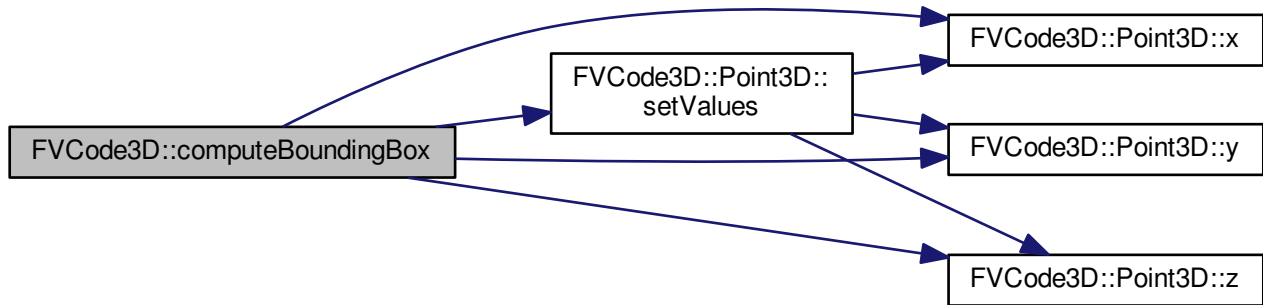 FVCode3D::Point3D::x
FVCode3D::Point3D::
setValues
FVCode3D::computeBoundingBox
FVCode3D::Point3D::y
FVCode3D::Point3D::z